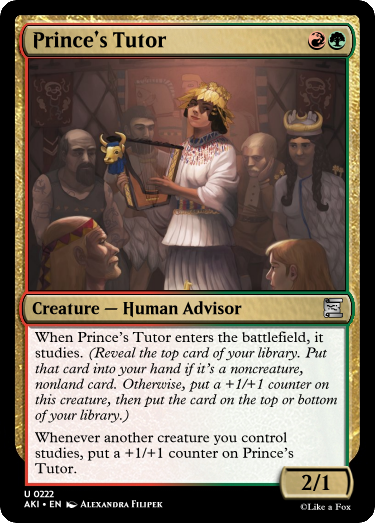 Prince's Tutor
Creature — Human Advisor
When Prince's Tutor enters the battlefield, it
studies. (Reveal the top card of your library. Put
that card into your hand if it's a noncreature,
nonland card. Otherwise, put a +1/+1 counter on
this creature, then put the card on the top or bottom
of your library.)
Whenever another creature you control
studies, put a +1/+1 counter on Prince's
Tutor.
2/1
U 0222
AKI • EN Alexandra Filipek
©Like a Fox